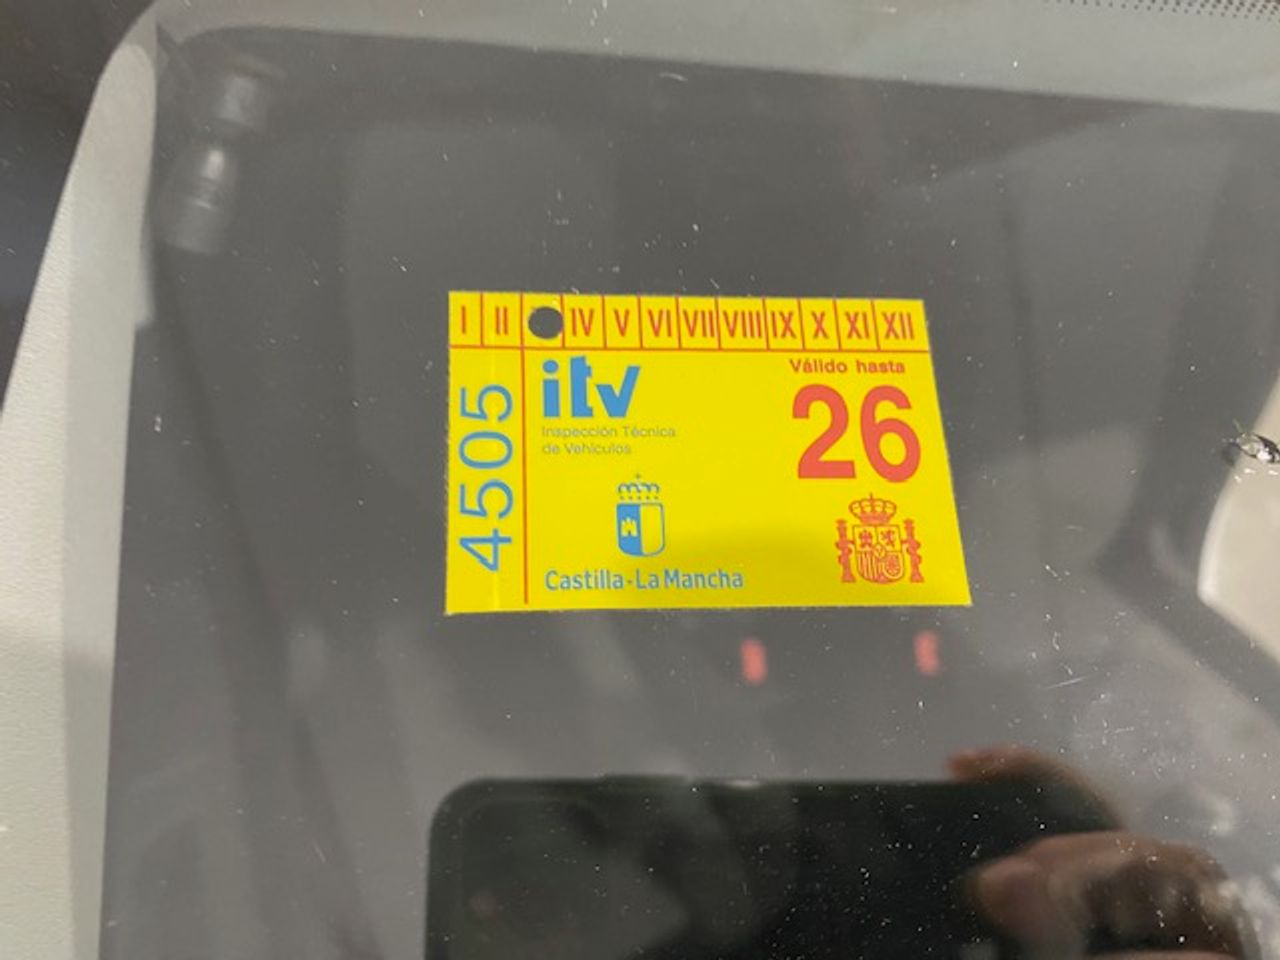 I II IV V VI VII VIII IX X XI XII
4505
itv
Inspección Técnica
de Vehículos
Válido hasta
26
Castilla-La Mancha